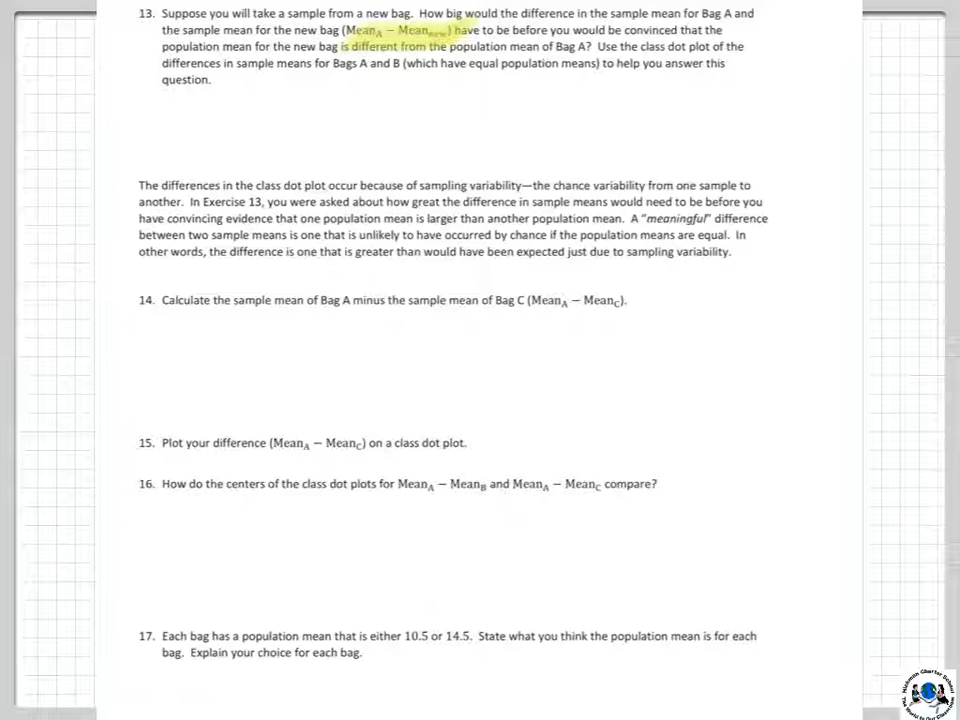 13. Suppose you will take a sample from a new bag. How big would the difference in the sample mean for Bag A and
the sample mean for the new bag (Mean_A − Mean_new) have to be before you would be convinced that the
population mean for the new bag is different from the population mean of Bag A? Use the class dot plot of the
differences in sample means for Bags A and B (which have equal population means) to help you answer this
question.
The differences in the class dot plot occur because of sampling variability—the chance variability from one sample to
another. In Exercise 13, you were asked about how great the difference in sample means would need to be before you
have convincing evidence that one population mean is larger than another population mean. A "meaningful" difference
between two sample means is one that is unlikely to have occurred by chance if the population means are equal. In
other words, the difference is one that is greater than would have been expected just due to sampling variability.
14. Calculate the sample mean of Bag A minus the sample mean of Bag C (Mean_A − Mean_C).
15. Plot your difference (Mean_A − Mean_C) on a class dot plot.
16. How do the centers of the class dot plots for Mean_A − Mean_B and Mean_A − Mean_C compare?
17. Each bag has a population mean that is either 10.5 or 14.5. State what you think the population mean is for each
bag. Explain your choice for each bag.